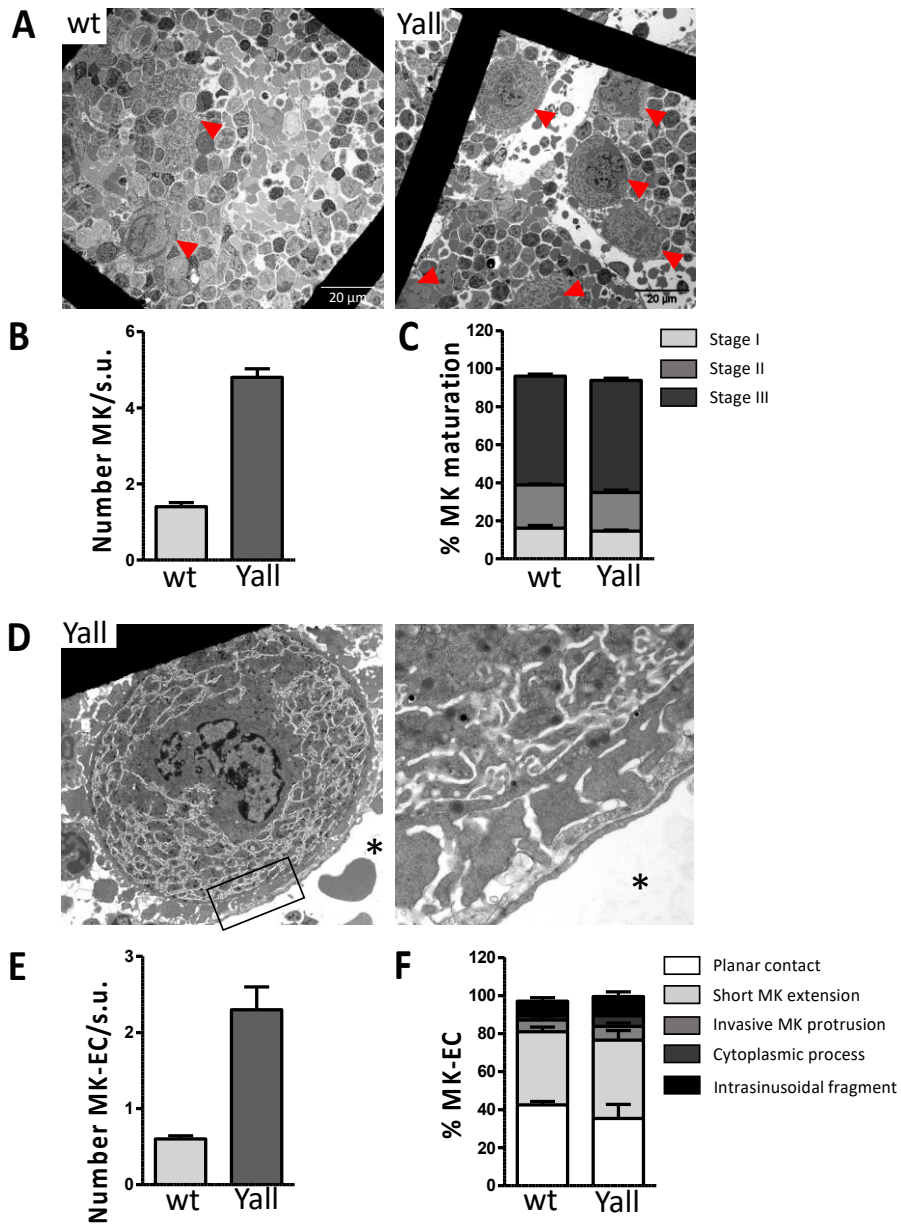 A
wt
Yall
20 µm
20 µm
B
Number MK/s.u.
6
4
2
0
wt
Yall
C
% MK maturation
120
100
80
60
40
20
0
wt
Yall
Stage I
Stage II
Stage III
D
Yall
*
*
E
Number MK-EC/s.u.
3
2
1
0
wt
Yall
F
% MK-EC
120
100
80
60
40
20
0
wt
Yall
Planar contact
Short MK extension
Invasive MK protrusion
Cytoplasmic process
Intrasinusoidal fragment